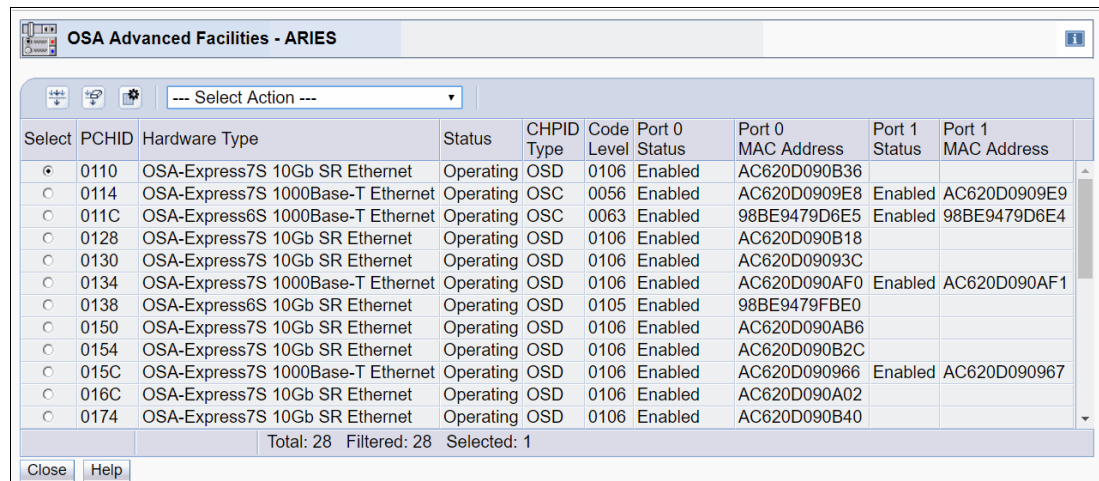 OSA Advanced Facilities - ARIES
--- Select Action ---
Select PCHID Hardware Type Status CHPID Type Code Level Port 0 Status Port 0 MAC Address Port 1 Status Port 1 MAC Address
0110 OSA-Express7S 10Gb SR Ethernet Operating OSD 0106 Enabled AC620D090B36
0114 OSA-Express7S 1000Base-T Ethernet Operating OSC 0056 Enabled AC620D0909E8 Enabled AC620D0909E9
011C OSA-Express6S 1000Base-T Ethernet Operating OSC 0063 Enabled 98BE9479D6E5 Enabled 98BE9479D6E4
0128 OSA-Express7S 10Gb SR Ethernet Operating OSD 0106 Enabled AC620D090B18
0130 OSA-Express7S 10Gb SR Ethernet Operating OSD 0106 Enabled AC620D09093C
0134 OSA-Express7S 1000Base-T Ethernet Operating OSD 0106 Enabled AC620D090AF0 Enabled AC620D090AF1
0138 OSA-Express6S 10Gb SR Ethernet Operating OSD 0105 Enabled 98BE9479FBE0
0150 OSA-Express7S 10Gb SR Ethernet Operating OSD 0106 Enabled AC620D090AB6
0154 OSA-Express7S 10Gb SR Ethernet Operating OSD 0106 Enabled AC620D090B2C
015C OSA-Express7S 1000Base-T Ethernet Operating OSD 0106 Enabled AC620D090966 Enabled AC620D090967
016C OSA-Express7S 10Gb SR Ethernet Operating OSD 0106 Enabled AC620D090A02
0174 OSA-Express7S 10Gb SR Ethernet Operating OSD 0106 Enabled AC620D090B40
Total: 28 Filtered: 28 Selected: 1
Close Help